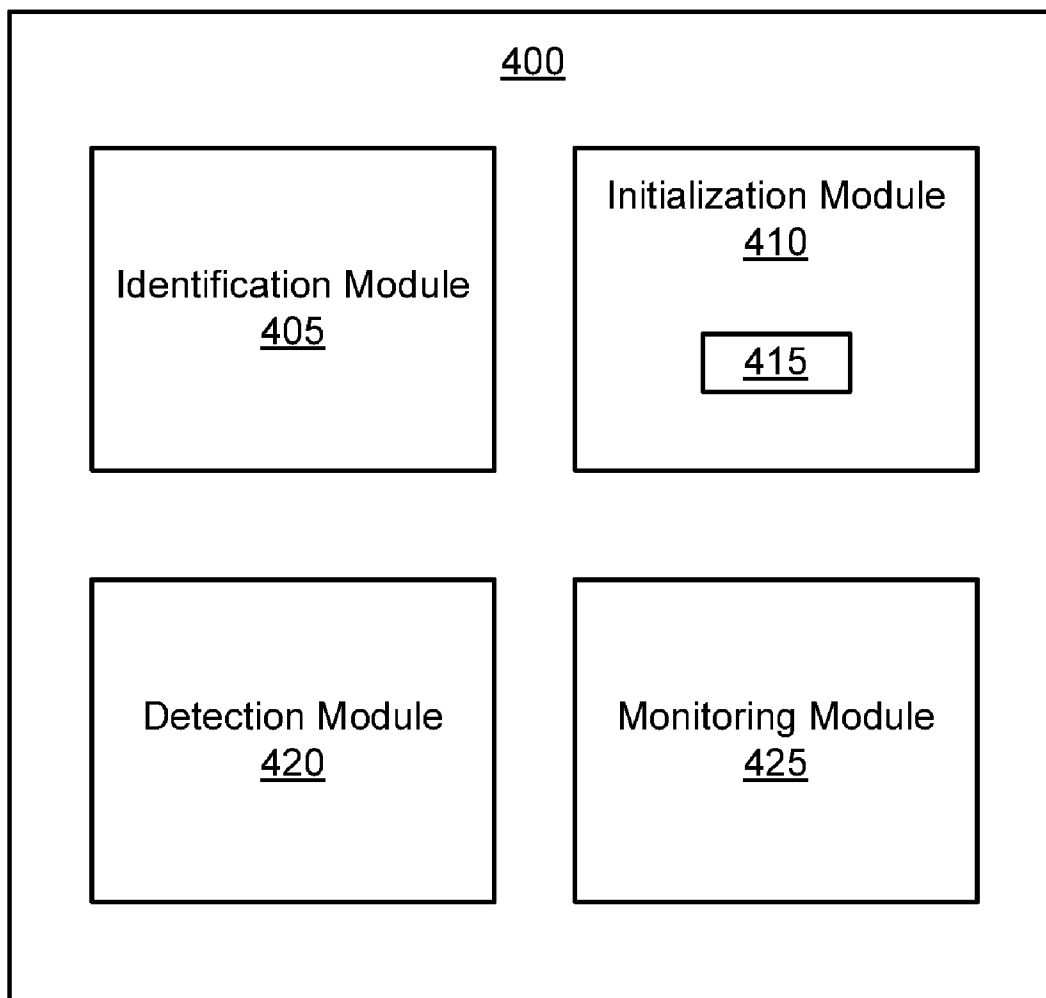 400
Identification Module
405
Initialization Module
410
415
Detection Module
420
Monitoring Module
425